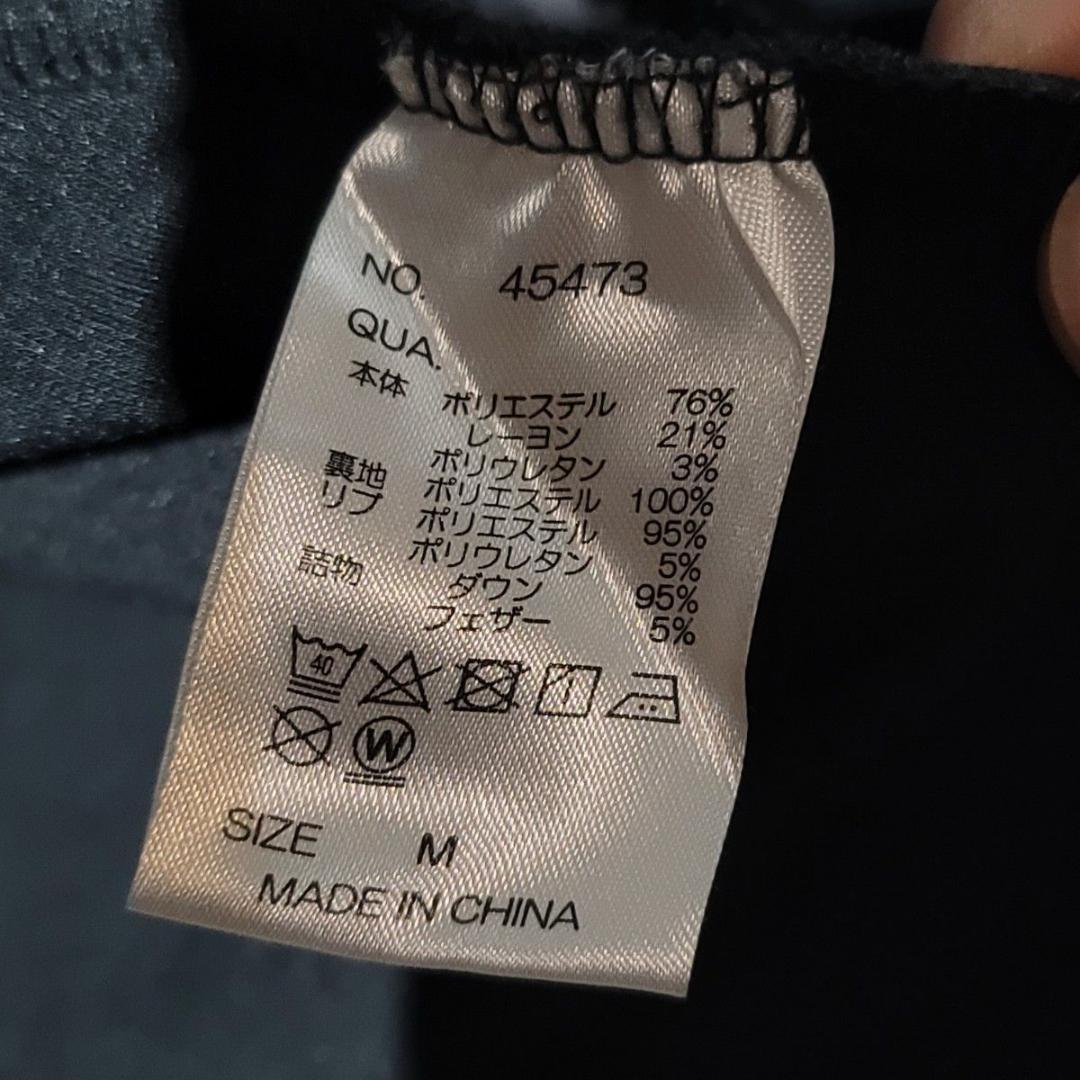 NO. 45473
QUA.
本体 ポリエステル 76%
レーヨン 21%
ポリウレタン 3%
裏地 ポリエステル 100%
リブ ポリエステル 95%
ポリウレタン 5%
詰物 ダウン 95%
フェザー 5%
40
W
SIZE M
MADE IN CHINA